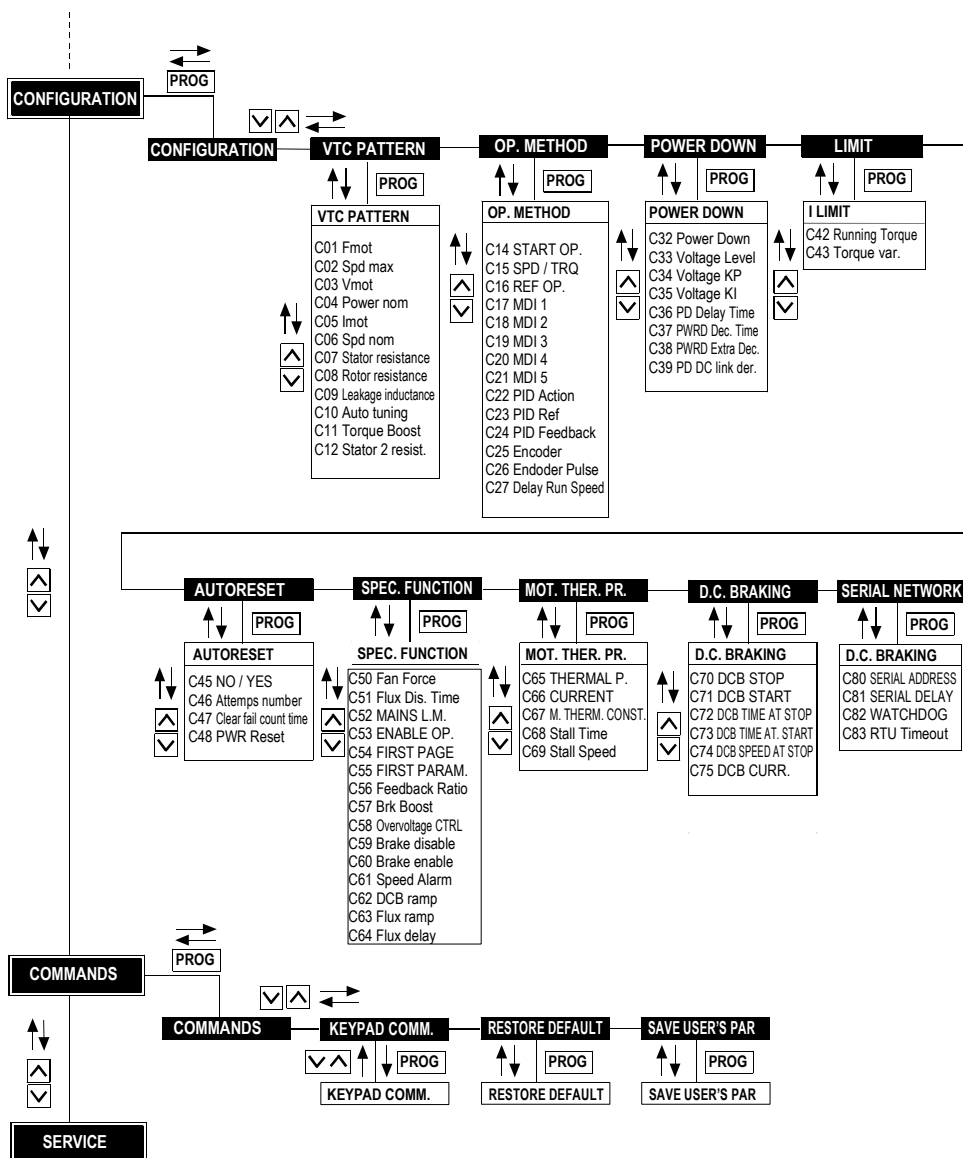 PROG
CONFIGURATION
CONFIGURATION
VTC PATTERN
OP. METHOD
POWER DOWN
LIMIT
PROG
PROG
PROG
PROG
VTC PATTERN
C01 Fmot
C02 Spd max
C03 Vmot
C04 Power nom
C05 Imot
C06 Spd nom
C07 Stator resistance
C08 Rotor resistance
C09 Leakage inductance
C10 Auto tuning
C11 Torque Boost
C12 Stator 2 resist.
OP. METHOD
C14 START OP.
C15 SPD / TRQ
C16 REF OP.
C17 MDI 1
C18 MDI 2
C19 MDI 3
C20 MDI 4
C21 MDI 5
C22 PID Action
C23 PID Ref
C24 PID Feedback
C25 Encoder
C26 Endoder Pulse
C27 Delay Run Speed
POWER DOWN
C32 Power Down
C33 Voltage Level
C34 Voltage KP
C35 Voltage KI
C36 PD Delay Time
C37 PWRD Dec. Time
C38 PWRD Extra Dec.
C39 PD DC link der.
I LIMIT
C42 Running Torque
C43 Torque var.
AUTORESET
SPEC. FUNCTION
MOT. THER. PR.
D.C. BRAKING
SERIAL NETWORK
PROG
PROG
PROG
PROG
PROG
AUTORESET
C45 NO / YES
C46 Attemps number
C47 Clear fail count time
C48 PWR Reset
SPEC. FUNCTION
C50 Fan Force
C51 Flux Dis. Time
C52 MAINS L.M.
C53 ENABLE OP.
C54 FIRST PAGE
C55 FIRST PARAM.
C56 Feedback Ratio
C57 Brk Boost
C58 Overvoltage CTRL
C59 Brake disable
C60 Brake enable
C61 Speed Alarm
C62 DCB ramp
C63 Flux ramp
C64 Flux delay
MOT. THER. PR.
C65 THERMAL P.
C66 CURRENT
C67 M. THERM. CONST.
C68 Stall Time
C69 Stall Speed
D.C. BRAKING
C70 DCB STOP
C71 DCB START
C72 DCB TIME AT STOP
C73 DCB TIME AT. START
C74 DCB SPEED AT STOP
C75 DCB CURR.
D.C. BRAKING
C80 SERIAL ADDRESS
C81 SERIAL DELAY
C82 WATCHDOG
C83 RTU Timeout
PROG
COMMANDS
COMMANDS
KEYPAD COMM.
RESTORE DEFAULT
SAVE USER'S PAR
PROG
PROG
PROG
KEYPAD COMM.
RESTORE DEFAULT
SAVE USER'S PAR
SERVICE